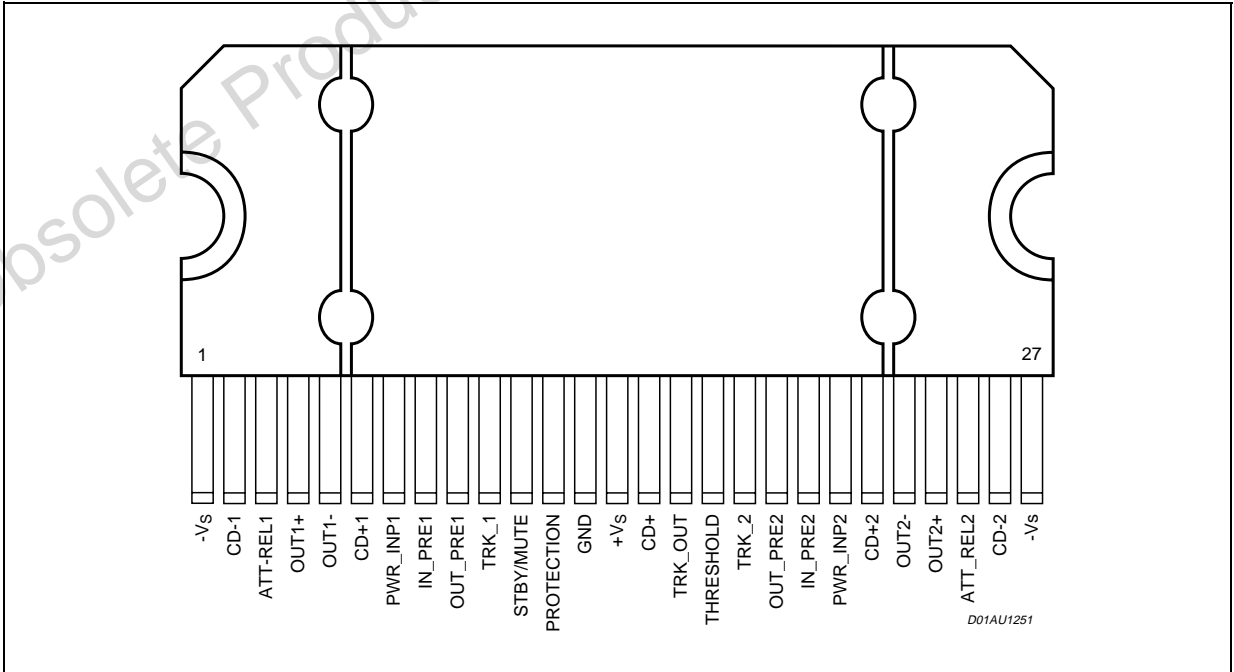 Obsolete Produc
1
27
-Vs
CD-1
ATT-REL1
OUT1+
OUT1-
CD+1
PWR_INP1
IN_PRE1
OUT_PRE1
TRK_1
STBY/MUTE
PROTECTION
GND
+Vs
CD+
TRK_OUT
THRESHOLD
TRK_2
OUT_PRE2
IN_PRE2
PWR_INP2
CD+2
OUT2-
OUT2+
ATT_REL2
CD-2
-Vs
D01AU1251